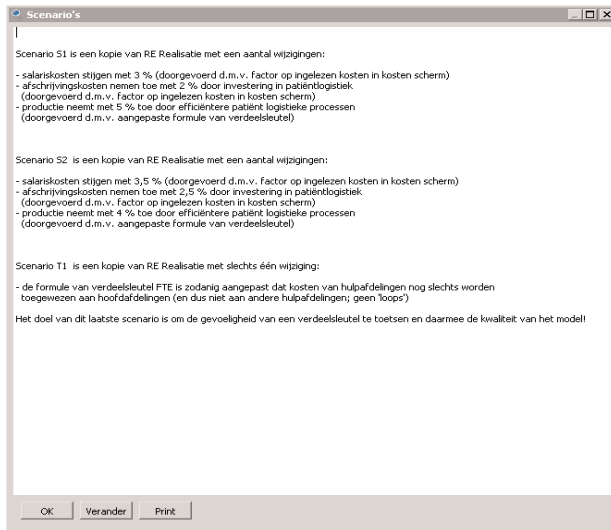 Scenario's
Scenario S1 is een kopie van RE Realisatie met een aantal wijzigingen:
- salariskosten stijgen met 3 % (doorgevoerd d.m.v. factor op ingelezen kosten in kosten scherm)
- afschrijvingskosten nemen toe met 2 % door investering in patiëntlogistiek
(doorgevoerd d.m.v. factor op ingelezen kosten in kosten scherm)
- productie neemt met 5 % toe door efficiëntere patiënt logistieke processen
(doorgevoerd d.m.v. aangepaste formule van verdeelsleutel)
Scenario S2 is een kopie van RE Realisatie met een aantal wijzigingen:
- salariskosten stijgen met 3,5 % (doorgevoerd d.m.v. factor op ingelezen kosten in kosten scherm)
- afschrijvingskosten nemen toe met 2,5 % door investering in patiëntlogistiek
(doorgevoerd d.m.v. factor op ingelezen kosten in kosten scherm)
- productie neemt met 4 % toe door efficiëntere patiënt logistieke processen
(doorgevoerd d.m.v. aangepaste formule van verdeelsleutel)
Scenario T1 is een kopie van RE Realisatie met slechts één wijziging:
- de formule van verdeelsleutel FTE is zodanig aangepast dat kosten van hulpafdelingen nog slechts worden
toegewezen aan hoofdafdelingen (en dus niet aan andere hulpafdelingen; geen 'loops')
Het doel van dit laatste scenario is om de gevoeligheid van een verdeelsleutel te toetsen en daarmee de kwaliteit van het model!
OK Verander Print